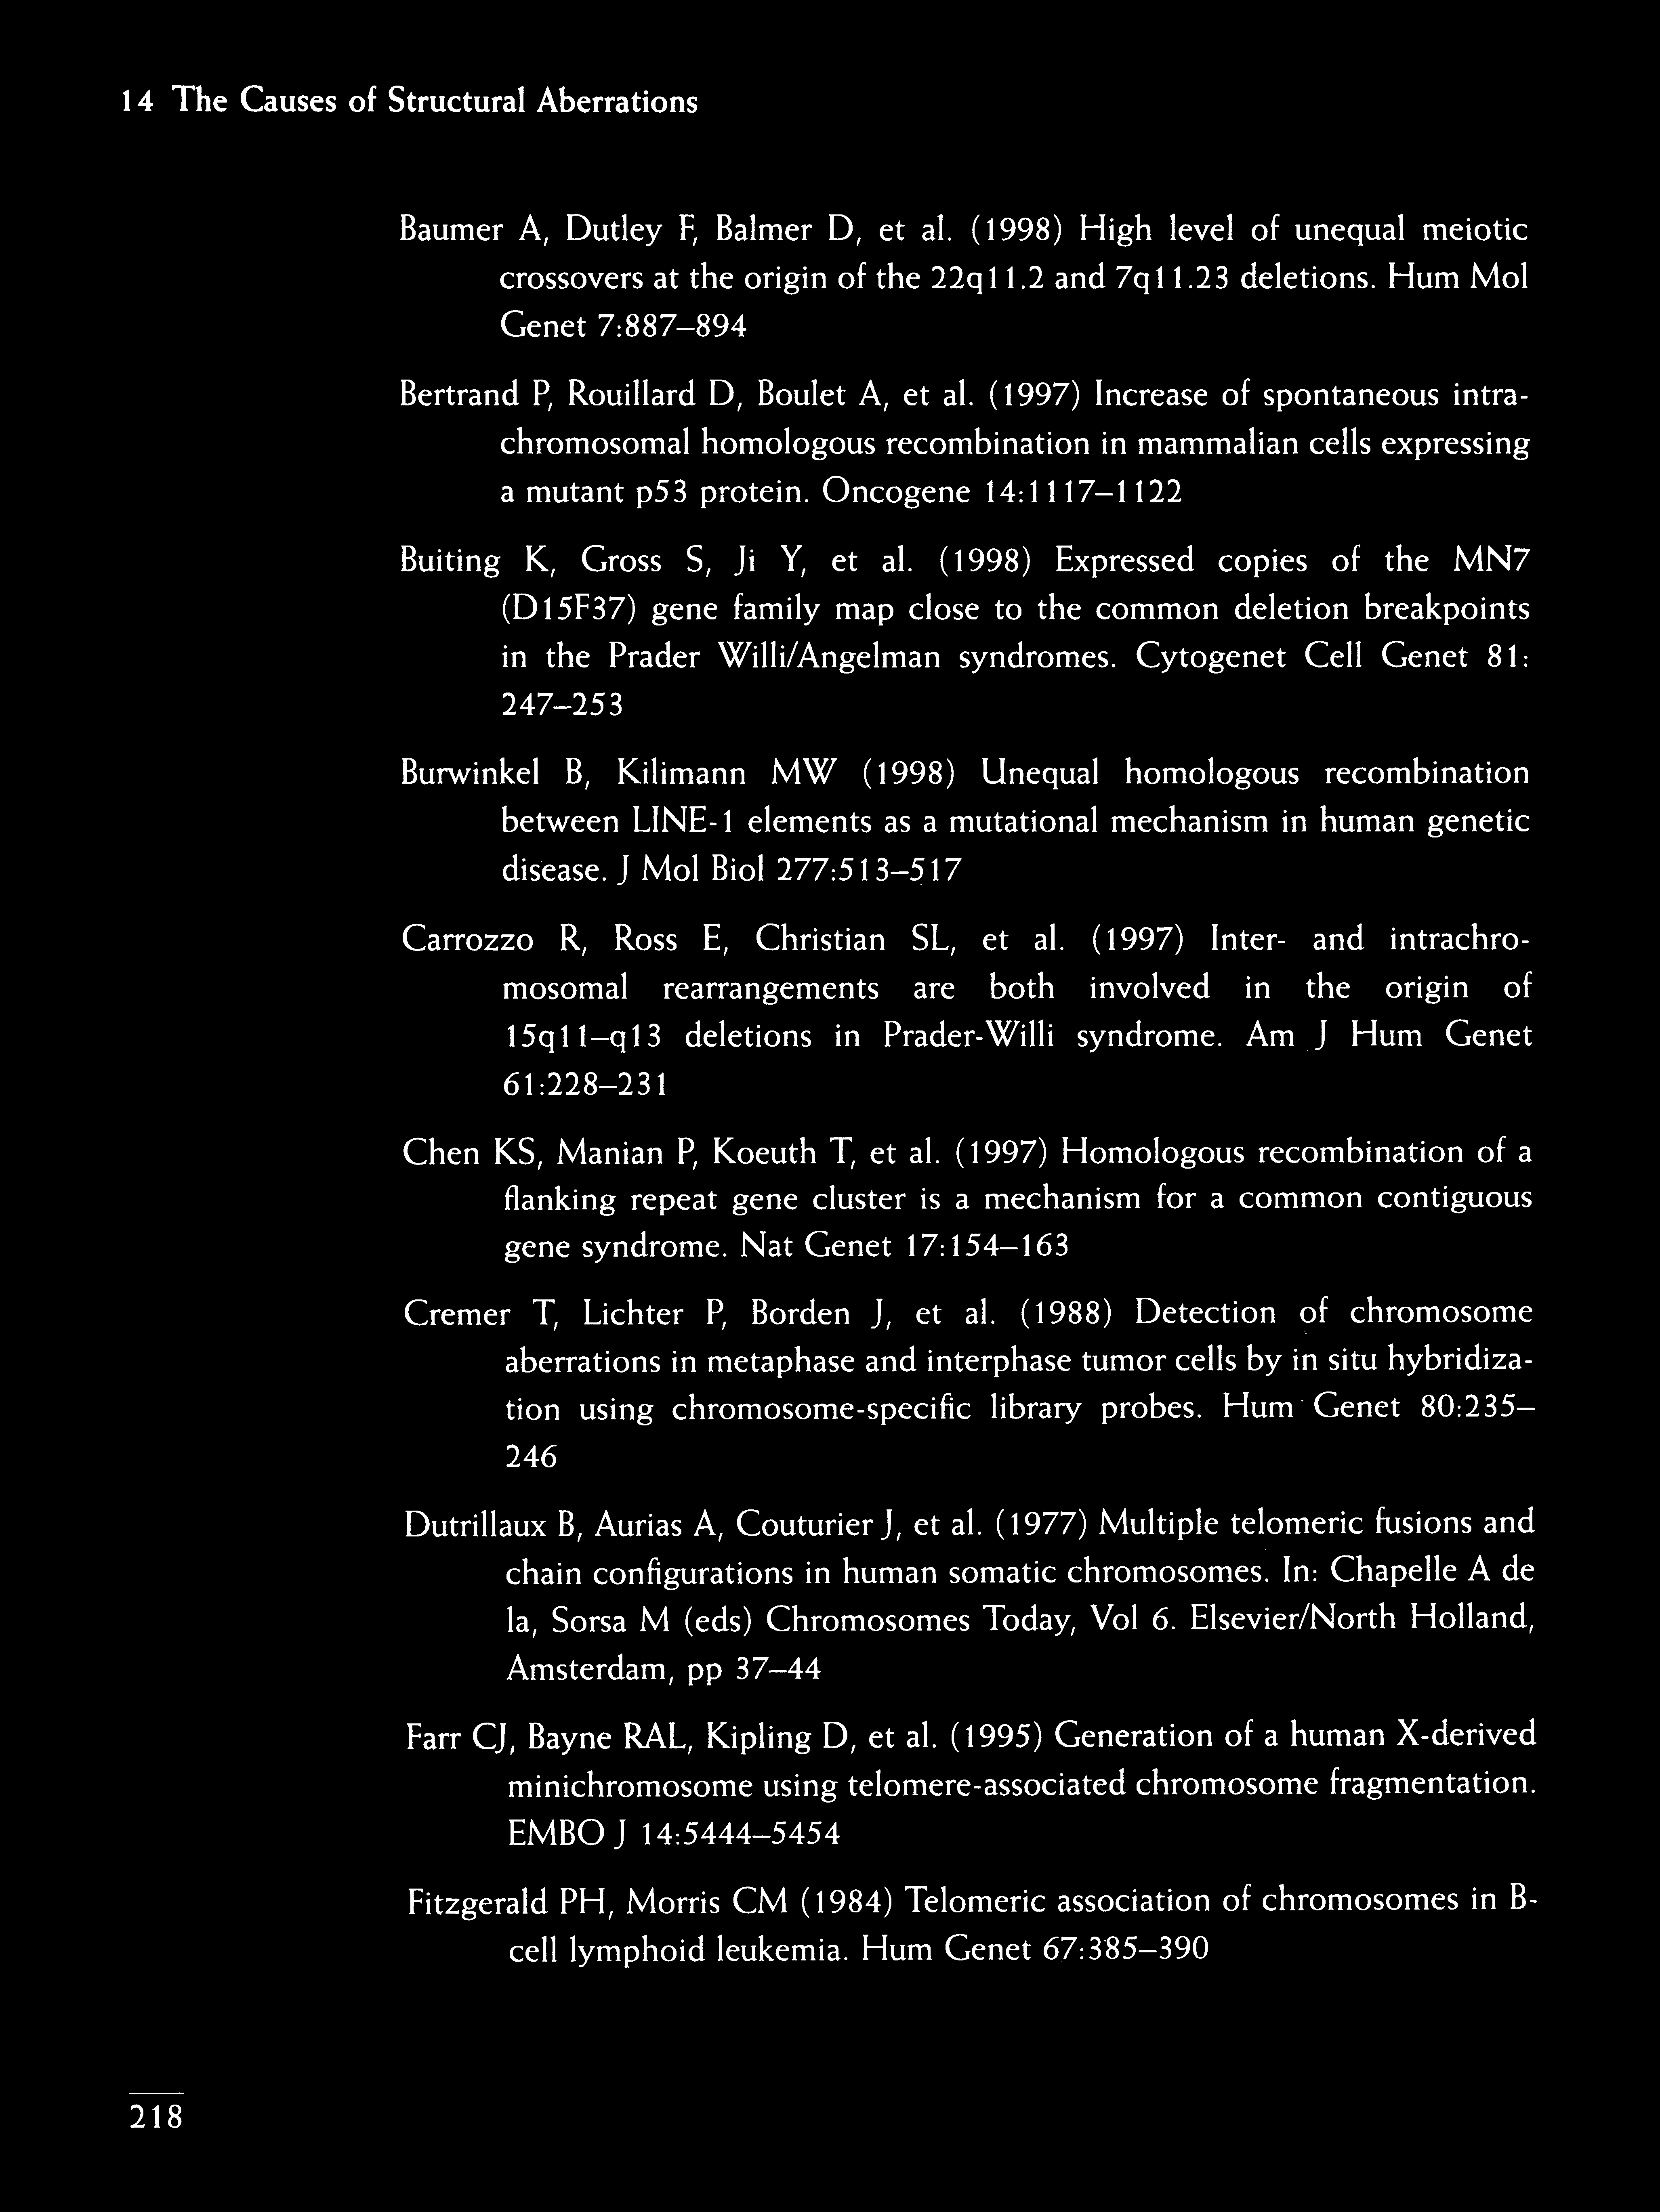 14 The Causes of Structural Aberrations
Baumer A, Dutley F, Balmer D, et al. (1998) High level of unequal meiotic
crossovers at the origin of the 22q11.2 and 7q11.23 deletions. Hum Mol
Genet 7:887–894
Bertrand P, Rouillard D, Boulet A, et al. (1997) Increase of spontaneous intra-
chromosomal homologous recombination in mammalian cells expressing
a mutant p53 protein. Oncogene 14:1117–1122
Buiting K, Gross S, Ji Y, et al. (1998) Expressed copies of the MN7
(D15F37) gene family map close to the common deletion breakpoints
in the Prader Willi/Angelman syndromes. Cytogenet Cell Genet 81:
247–253
Burwinkel B, Kilimann MW (1998) Unequal homologous recombination
between LINE-1 elements as a mutational mechanism in human genetic
disease. J Mol Biol 277:513–517
Carrozzo R, Ross E, Christian SL, et al. (1997) Inter- and intrachro-
mosomal rearrangements are both involved in the origin of
15q11–q13 deletions in Prader-Willi syndrome. Am J Hum Genet
61:228–231
Chen KS, Manian P, Koeuth T, et al. (1997) Homologous recombination of a
flanking repeat gene cluster is a mechanism for a common contiguous
gene syndrome. Nat Genet 17:154–163
Cremer T, Lichter P, Borden J, et al. (1988) Detection of chromosome
aberrations in metaphase and interphase tumor cells by in situ hybridiza-
tion using chromosome-specific library probes. Hum Genet 80:235–
246
Dutrillaux B, Aurias A, Couturier J, et al. (1977) Multiple telomeric fusions and
chain configurations in human somatic chromosomes. In: Chapelle A de
la, Sorsa M (eds) Chromosomes Today, Vol 6. Elsevier/North Holland,
Amsterdam, pp 37–44
Farr CJ, Bayne RAL, Kipling D, et al. (1995) Generation of a human X-derived
minichromosome using telomere-associated chromosome fragmentation.
EMBO J 14:5444–5454
Fitzgerald PH, Morris CM (1984) Telomeric association of chromosomes in B-
cell lymphoid leukemia. Hum Genet 67:385–390
218